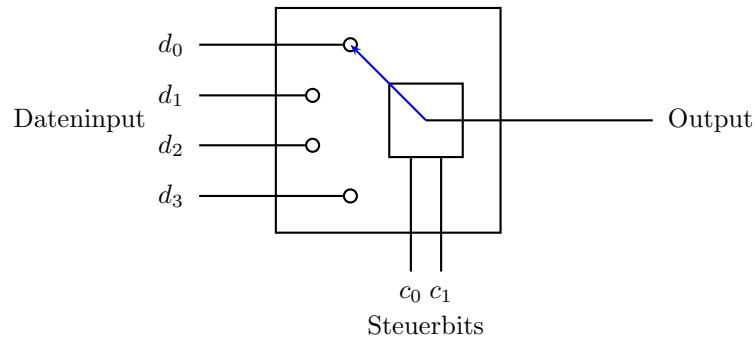 d₀
d₁
Dateninput
Output
d₂
d₃
c₀ c₁
Steuerbits